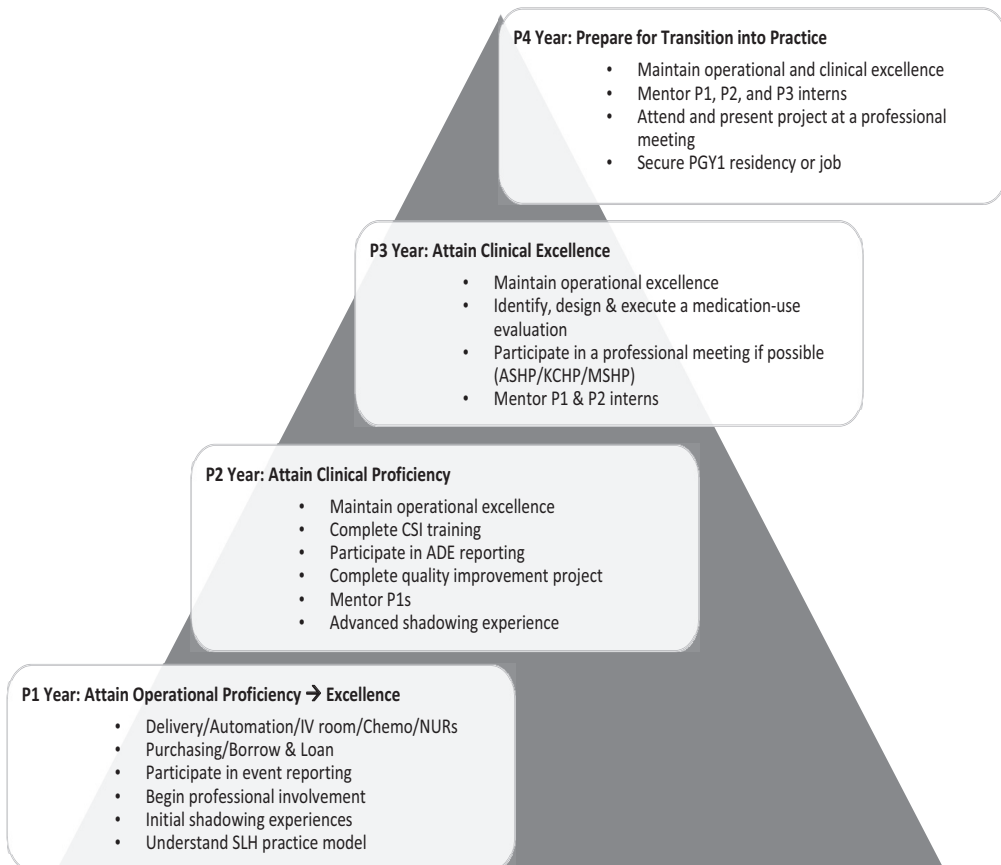 P4 Year: Prepare for Transition into Practice
• Maintain operational and clinical excellence
• Mentor P1, P2, and P3 interns
• Attend and present project at a professional
meeting
• Secure PGY1 residency or job
P3 Year: Attain Clinical Excellence
• Maintain operational excellence
• Identify, design & execute a medication-use
evaluation
• Participate in a professional meeting if possible
(ASHP/KCHP/MSHP)
• Mentor P1 & P2 interns
P2 Year: Attain Clinical Proficiency
• Maintain operational excellence
• Complete CSI training
• Participate in ADE reporting
• Complete quality improvement project
• Mentor P1s
• Advanced shadowing experience
P1 Year: Attain Operational Proficiency → Excellence
• Delivery/Automation/IV room/Chemo/NURs
• Purchasing/Borrow & Loan
• Participate in event reporting
• Begin professional involvement
• Initial shadowing experiences
• Understand SLH practice model